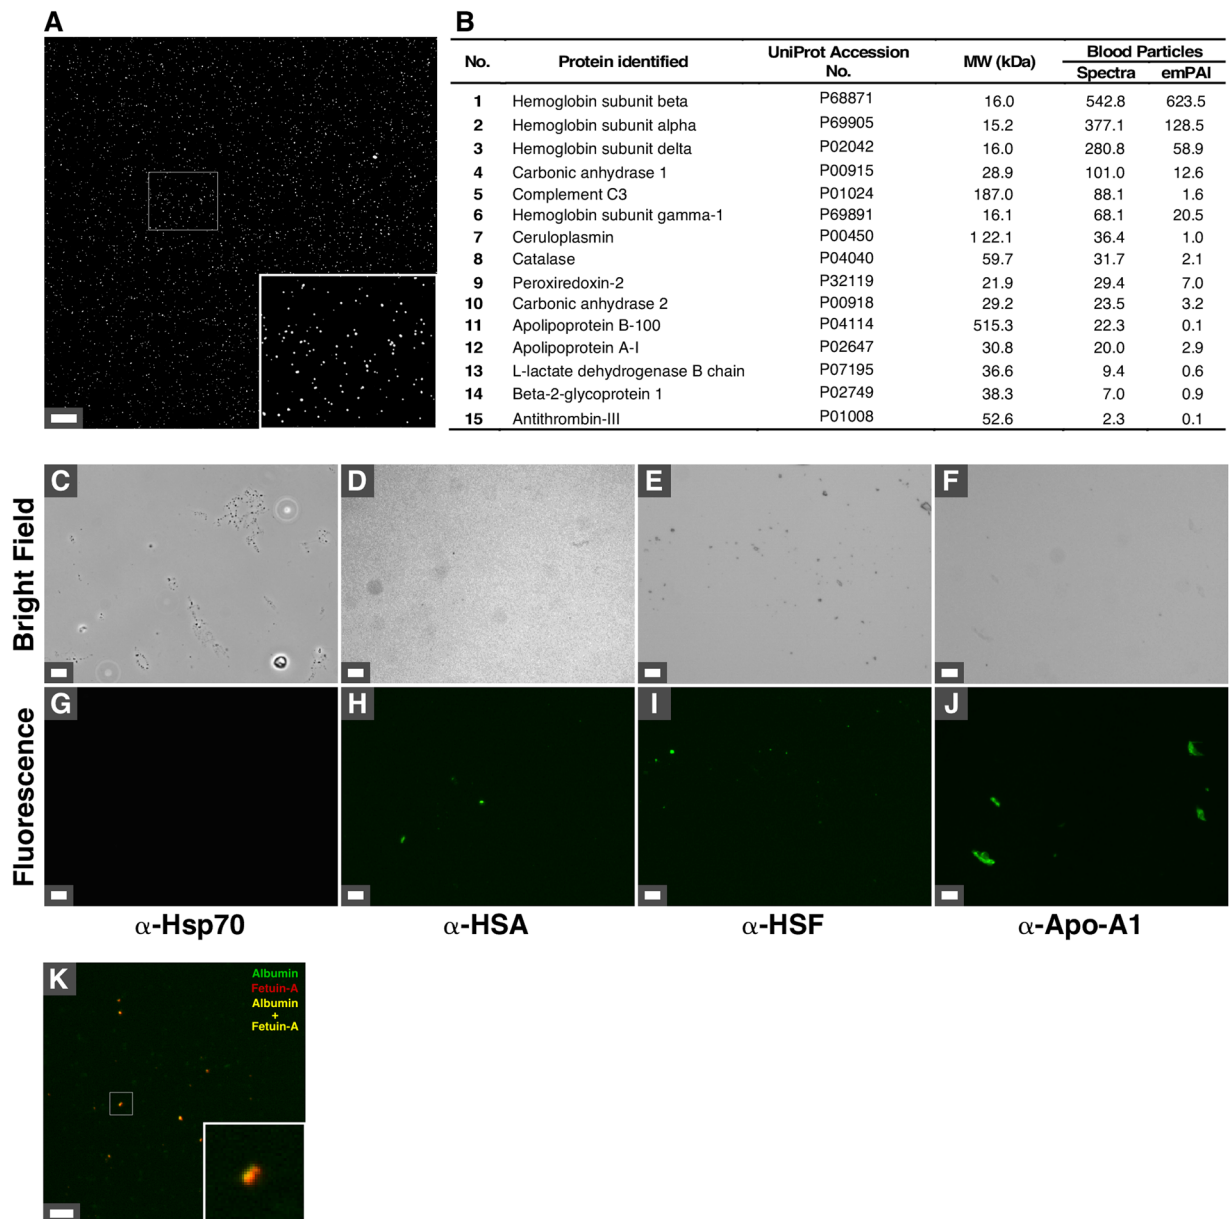 A
B
No. Protein identified UniProt Accession No. MW (kDa) Blood Particles
Spectra emPAI
1 Hemoglobin subunit beta P68871 16.0 542.8 623.5
2 Hemoglobin subunit alpha P69905 15.2 377.1 128.5
3 Hemoglobin subunit delta P02042 16.0 280.8 58.9
4 Carbonic anhydrase 1 P00915 28.9 101.0 12.6
5 Complement C3 P01024 187.0 88.1 1.6
6 Hemoglobin subunit gamma-1 P69891 16.1 68.1 20.5
7 Ceruloplasmin P00450 1 22.1 36.4 1.0
8 Catalase P04040 59.7 31.7 2.1
9 Peroxiredoxin-2 P32119 21.9 29.4 7.0
10 Carbonic anhydrase 2 P00918 29.2 23.5 3.2
11 Apolipoprotein B-100 P04114 515.3 22.3 0.1
12 Apolipoprotein A-I P02647 30.8 20.0 2.9
13 L-lactate dehydrogenase B chain P07195 36.6 9.4 0.6
14 Beta-2-glycoprotein 1 P02749 38.3 7.0 0.9
15 Antithrombin-III P01008 52.6 2.3 0.1
Bright Field
C
D
E
F
Fluorescence
G
H
I
J
α-Hsp70
α-HSA
α-HSF
α-Apo-A1
K
Albumin
Fetuin-A
Albumin
+
Fetuin-A